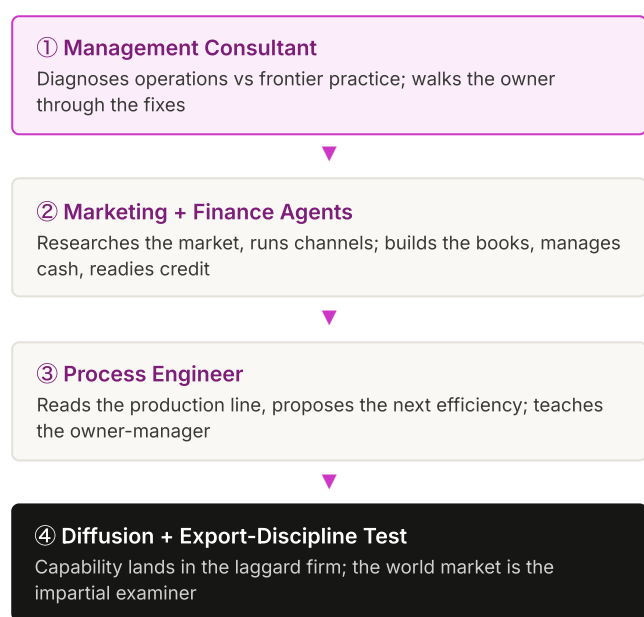 ① Management Consultant
Diagnoses operations vs frontier practice; walks the owner
through the fixes
② Marketing + Finance Agents
Researches the market, runs channels; builds the books, manages
cash, readies credit
③ Process Engineer
Reads the production line, proposes the next efficiency; teaches
the owner-manager
④ Diffusion + Export-Discipline Test
Capability lands in the laggard firm; the world market is the
impartial examiner